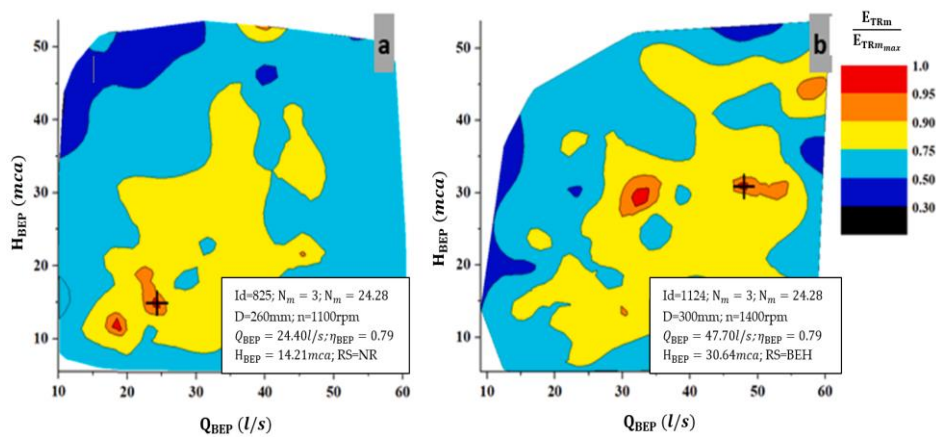 a
50
40
30
20
10
H_BEP (mca)
Id=825; N_m = 3; N_m = 24.28
D=260mm; n=1100rpm
Q_BEP = 24.40l/s; η_BEP = 0.79
H_BEP = 14.21mca; RS=NR
10 20 30 40 50 60
Q_BEP (l/s)
b
50
40
30
20
10
H_BEP (mca)
Id=1124; N_m = 3; N_m = 24.28
D=300mm; n=1400rpm
Q_BEP = 47.70l/s; η_BEP = 0.79
H_BEP = 30.64mca; RS=BEH
10 20 30 40 50 60
Q_BEP (l/s)
E_TRm
E_TRm_max
1.0
0.95
0.90
0.75
0.50
0.30